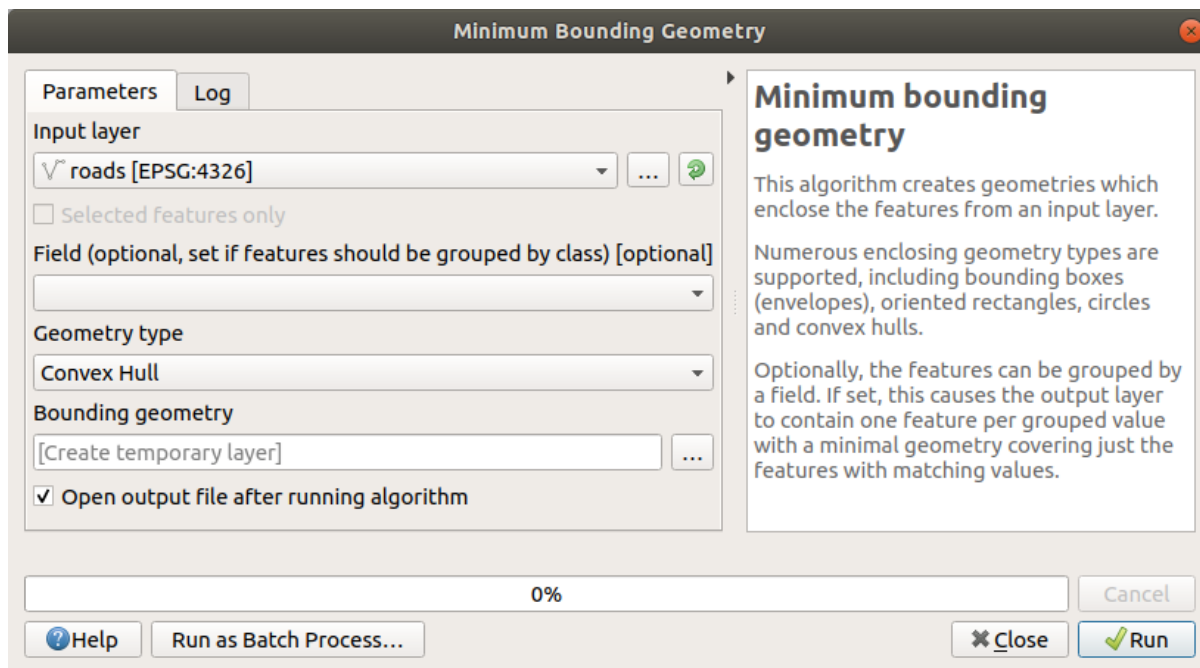 Minimum Bounding Geometry
Parameters
Log
Input layer
roads [EPSG:4326]
...
Selected features only
Field (optional, set if features should be grouped by class) [optional]
Geometry type
Convex Hull
Bounding geometry
[Create temporary layer]
...
Open output file after running algorithm
Minimum bounding
geometry
This algorithm creates geometries which
enclose the features from an input layer.
Numerous enclosing geometry types are
supported, including bounding boxes
(envelopes), oriented rectangles, circles
and convex hulls.
Optionally, the features can be grouped by
a field. If set, this causes the output layer
to contain one feature per grouped value
with a minimal geometry covering just the
features with matching values.
0%
Cancel
Help
Run as Batch Process...
Close
Run